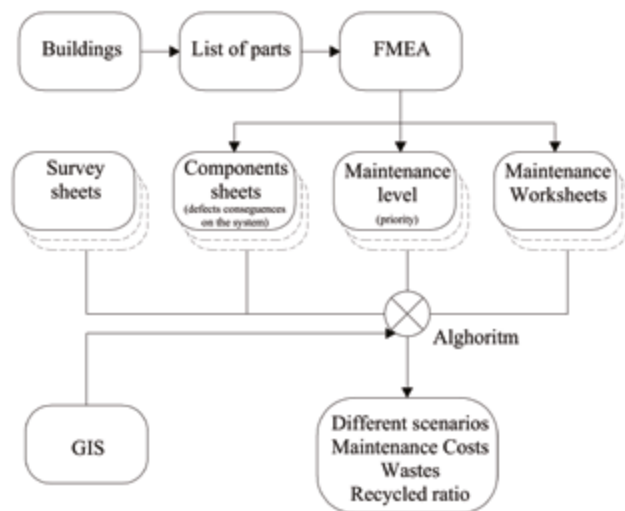 Buildings
List of parts
FMEA
Survey
sheets
Components
sheets
(defects conseguences
on the system)
Maintenance
level
(priority)
Maintenance
Worksheets
Alghoritm
GIS
Different scenarios
Maintenance Costs
Wastes
Recycled ratio